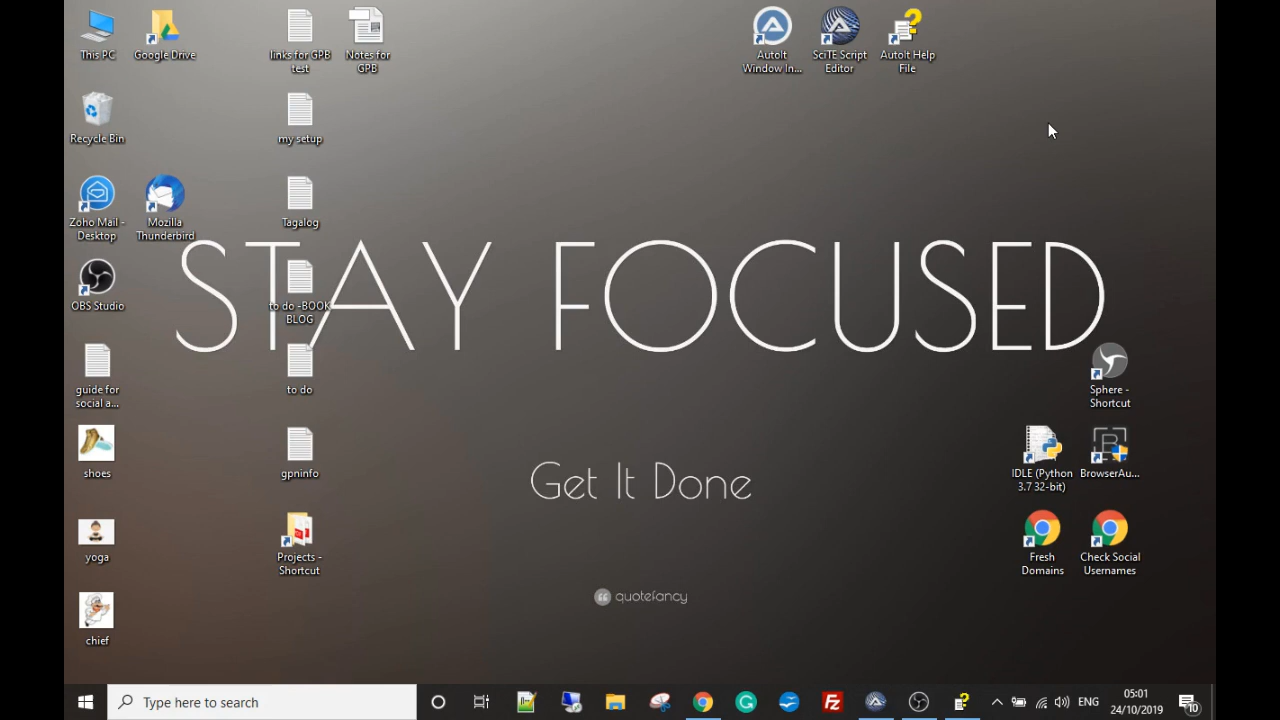 This PC
Google Drive
links for GPB
test
Notes for
GPB
AutoIt
Window In...
SciTE Script
Editor
AutoIt Help
File
Recycle Bin
my setup
Zoho Mail -
Desktop
Mozilla
Thunderbird
Tagalog
STAY FOCUSED
OBS Studio
to do -BOOK
BLOG
guide for
social a...
to do
Sphere -
Shortcut
shoes
gpninfo
Get It Done
IDLE (Python
3.7 32-bit)
BrowserAu...
yoga
Projects -
Shortcut
Fresh
Domains
Check Social
Usernames
quotefancy
chief
Type here to search
ENG
05:01
24/10/2019
10